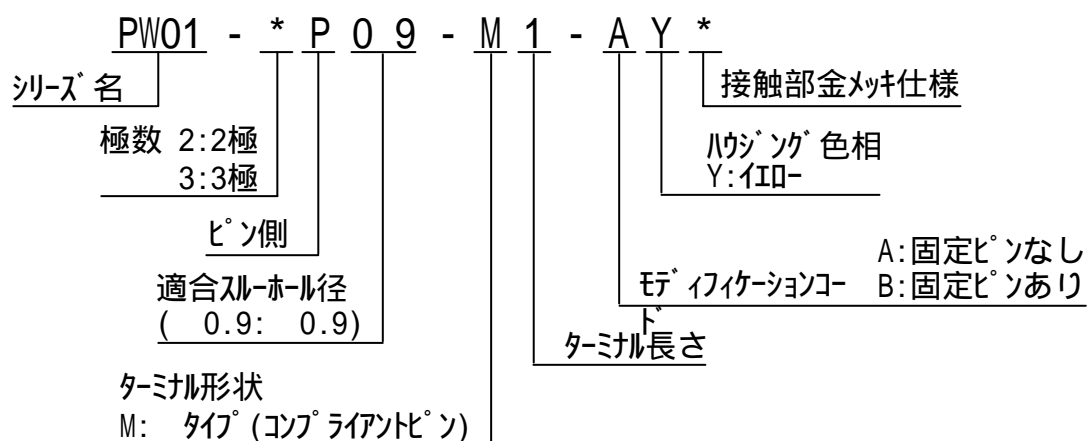 PW01 - * P 0 9 - M 1 - A Y *
ｼﾘｰｽﾞ名
接触部金ﾒｯｷ仕様
極数 2:2極
3:3極
ﾊｳｼﾞﾝｸﾞ色相
Y:ｲｴﾛｰ
ﾋﾟﾝ側
適合ｽﾙｰﾎｰﾙ径
( 0.9: 0.9)
A:固定ﾋﾟﾝなし
ﾓﾃﾞｨﾌｨｹｰｼｮﾝｺｰ B:固定ﾋﾟﾝあり
ﾄﾞ
ﾀｰﾐﾅﾙ長さ
ﾀｰﾐﾅﾙ形状
M: ﾀｲﾌﾟ(ｺﾝﾌﾟﾗｲｱﾝﾄﾋﾟﾝ)